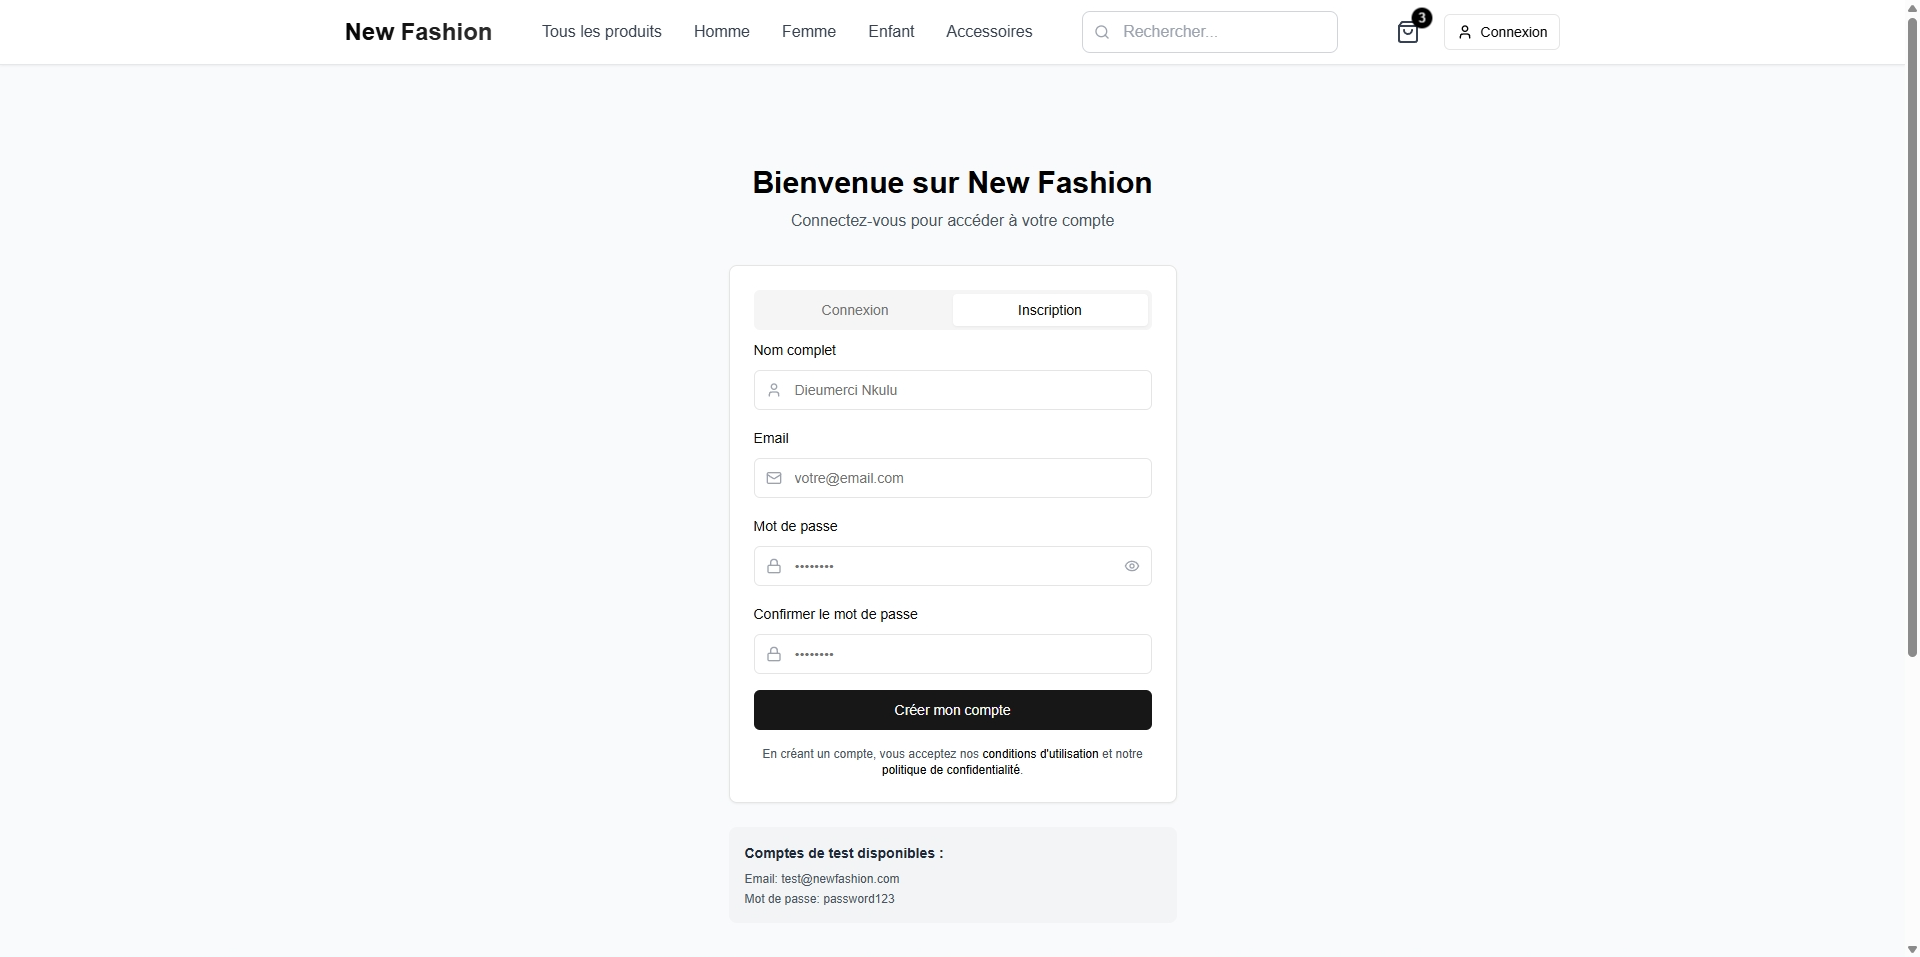 New Fashion
Tous les produits
Homme
Femme
Enfant
Accessoires
Rechercher...
3
Connexion
Bienvenue sur New Fashion
Connectez-vous pour accéder à votre compte
Connexion
Inscription
Nom complet
Dieumerci Nkulu
Email
votre@email.com
Mot de passe
••••••••
Confirmer le mot de passe
••••••••
Créer mon compte
En créant un compte, vous acceptez nos conditions d'utilisation et notre
politique de confidentialité.
Comptes de test disponibles :
Email: test@newfashion.com
Mot de passe: password123